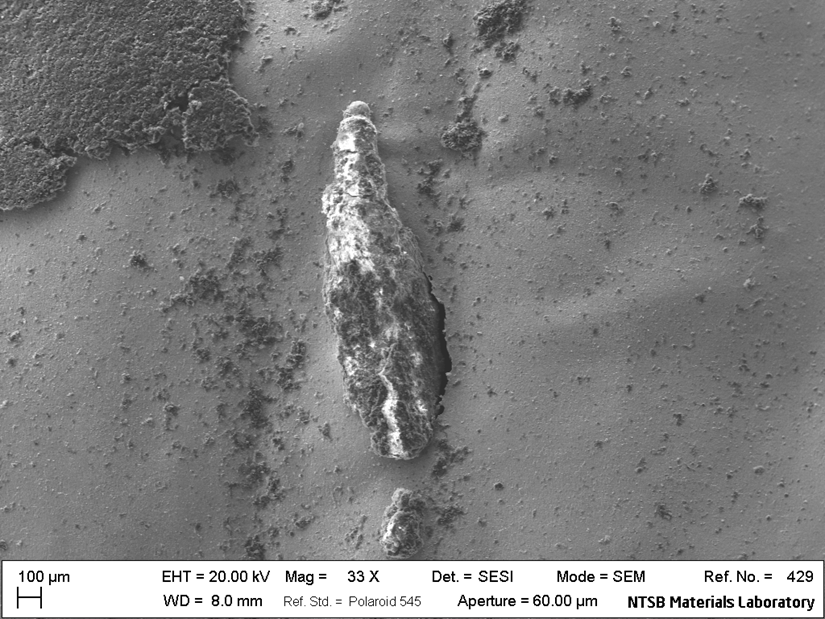 100 µm EHT = 20.00 kV Mag = 33 X Det. = SESI Mode = SEM Ref. No. = 429
WD = 8.0 mm Ref. Std. = Polaroid 545 Aperture = 60.00 µm NTSB Materials Laboratory